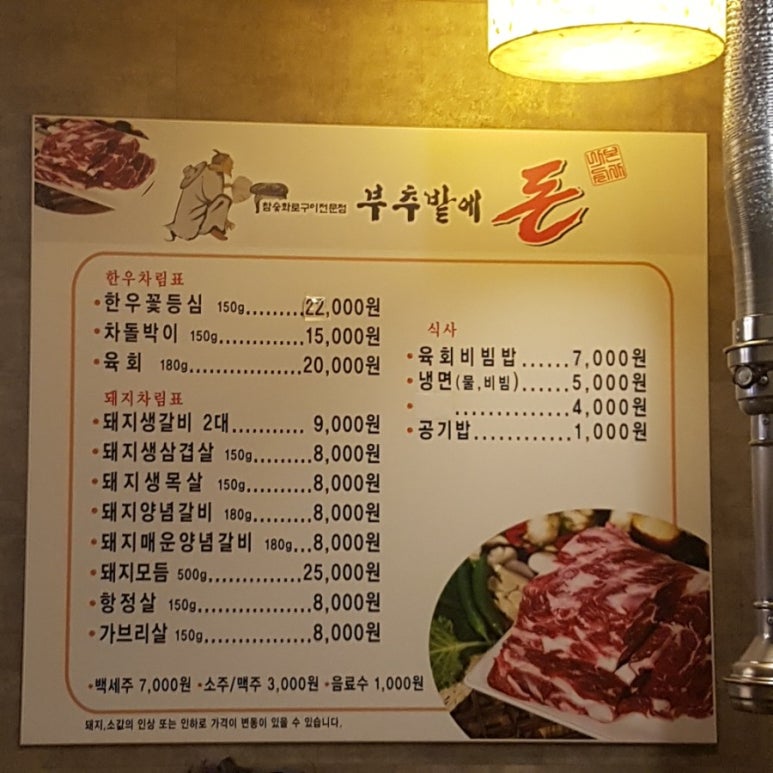 참숯화로구이전문점 부추밭에 돈
한우차림표
•한우꽃등심 150g.........22,000원
•차돌박이 150g.............15,000원
•육회 180g.................20,000원
돼지차림표
•돼지생갈비 2대........... 9,000원
•돼지생삼겹살 150g.........8,000원
•돼지생목살 150g..........8,000원
•돼지양념갈비 180g.........8,000원
•돼지매운양념갈비 180g...8,000원
•돼지모듬 500g..............25,000원
•항정살 150g................8,000원
•가브리살 150g...............8,000원
•백세주 7,000원 •소주/맥주 3,000원 •음료수 1,000원
식사
•육회비빔밥......7,000원
•냉면(물,비빔)......5,000원
• ..............4,000원
•공기밥............1,000원
돼지,소값의 인상 또는 인하로 가격이 변동이 있을 수 있습니다.